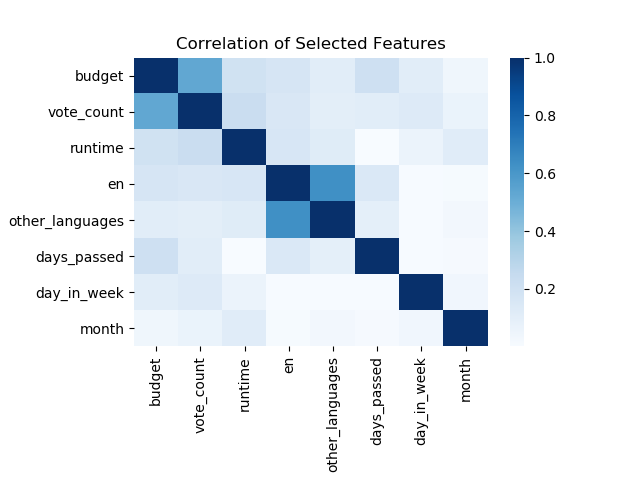 Correlation of Selected Features
budget
vote_count
runtime
en
other_languages
days_passed
day_in_week
month
budget
vote_count
runtime
en
other_languages
days_passed
day_in_week
month
1.0
0.8
0.6
0.4
0.2